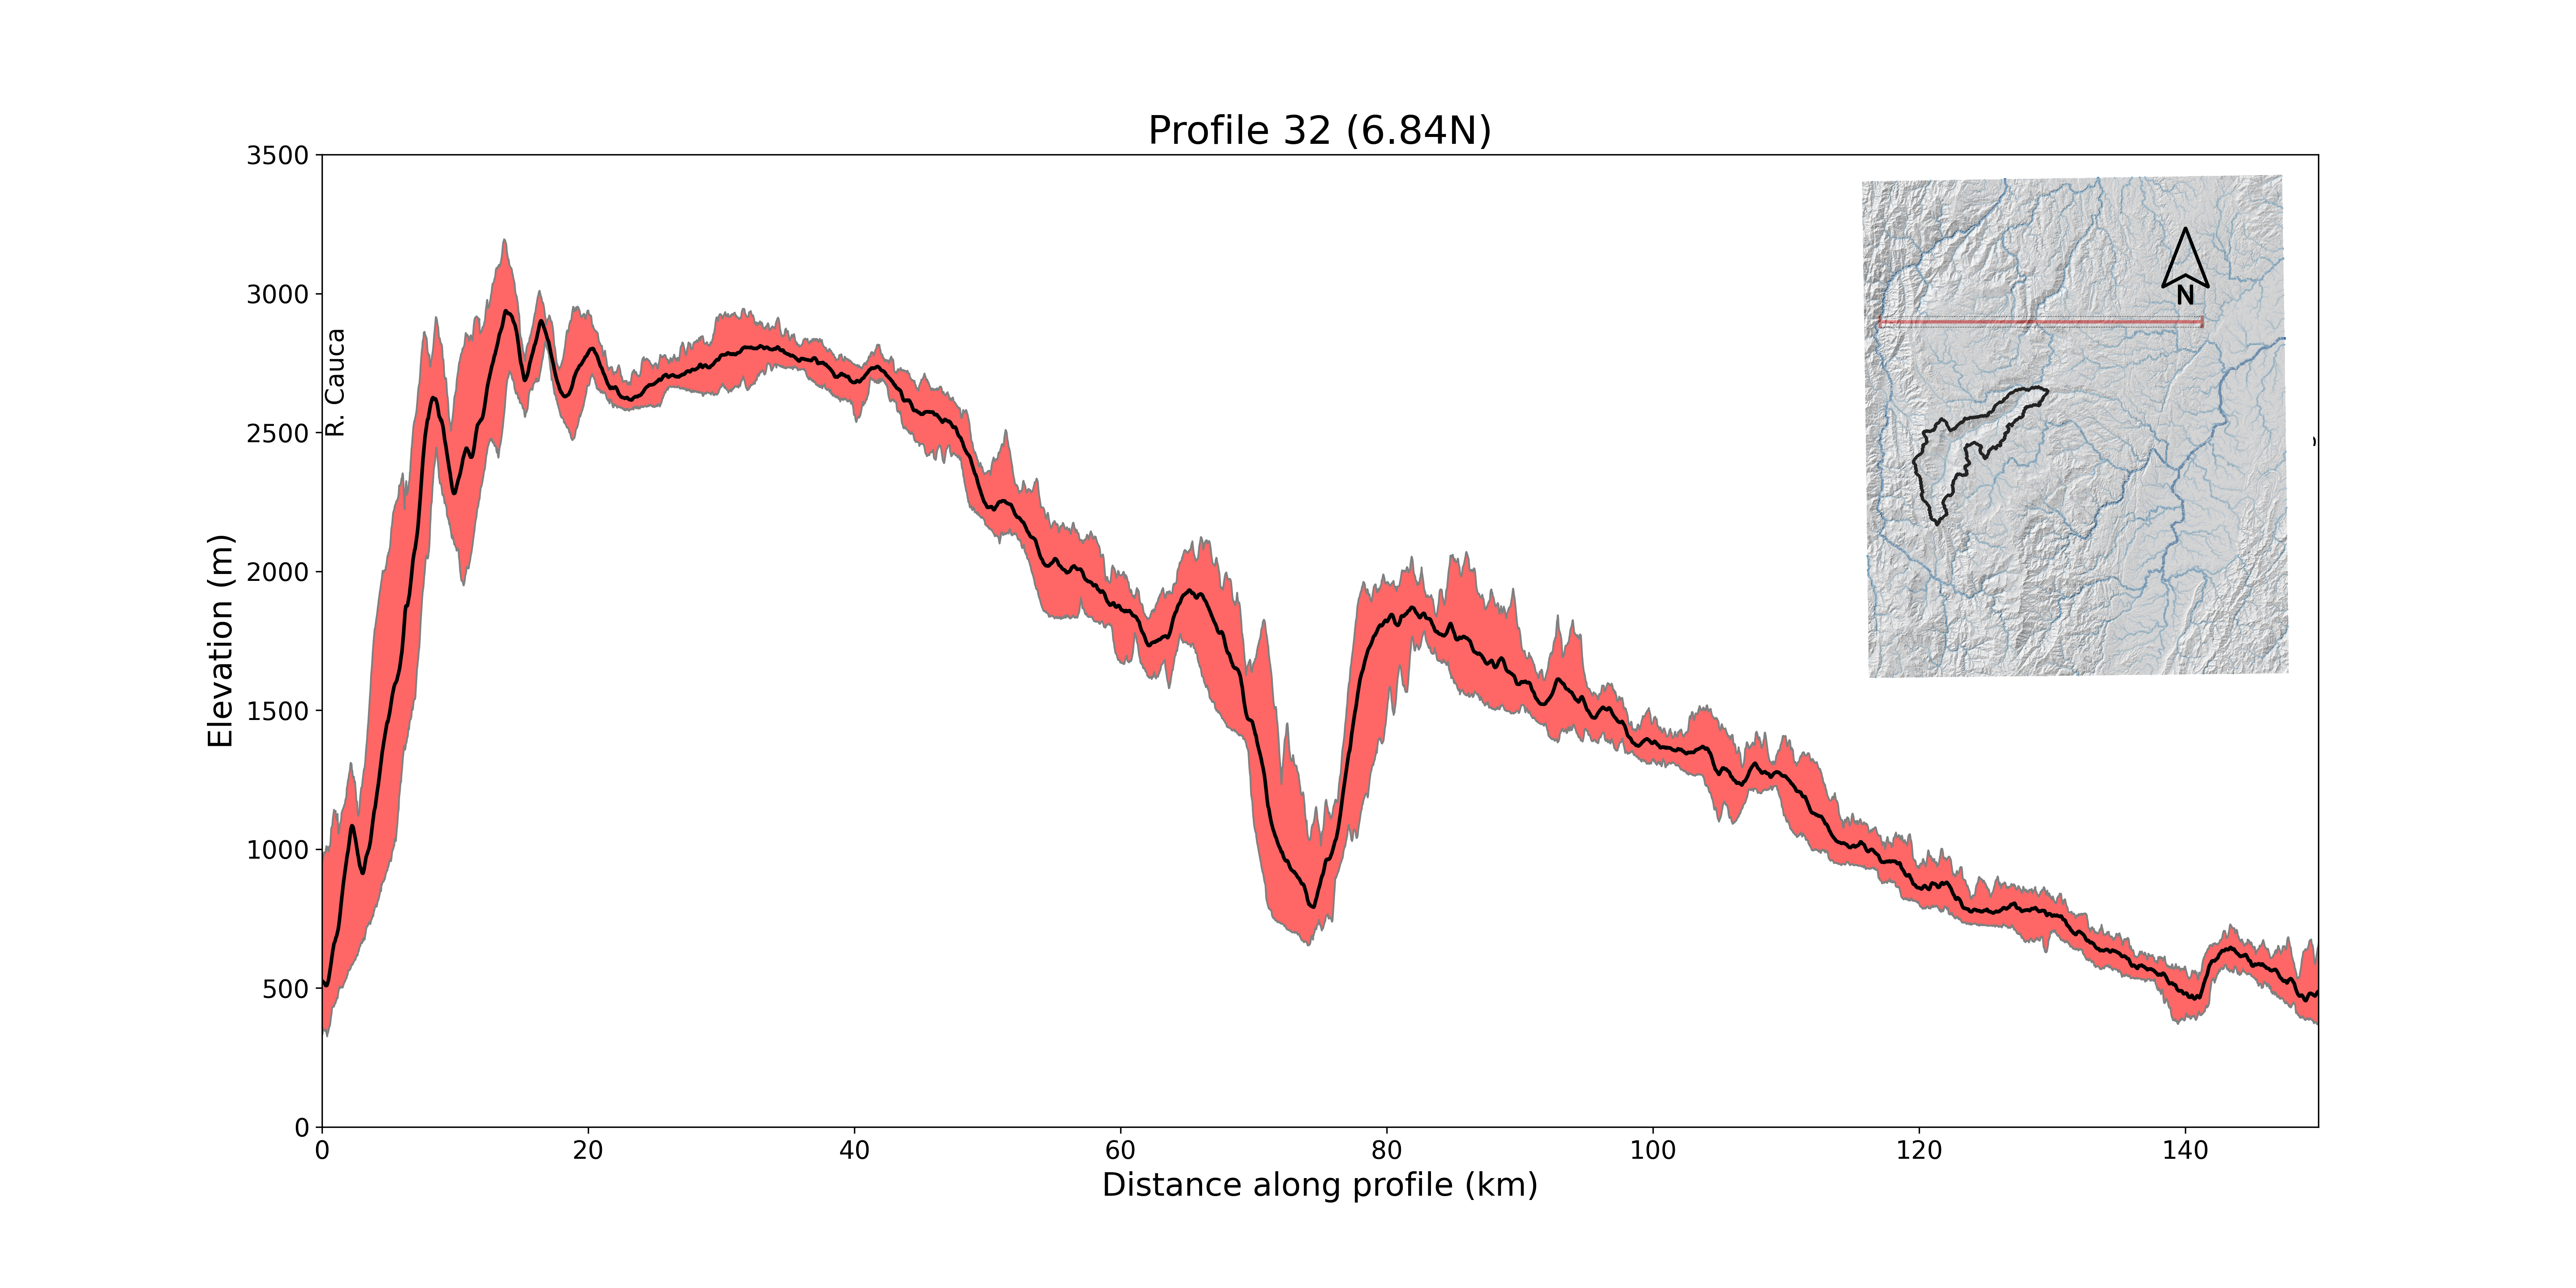 Profile 32 (6.84N)
3500
3000
2500
2000
1500
1000
500
0
Elevation (m)
R. Cauca
N
0 20 40 60 80 100 120 140
Distance along profile (km)